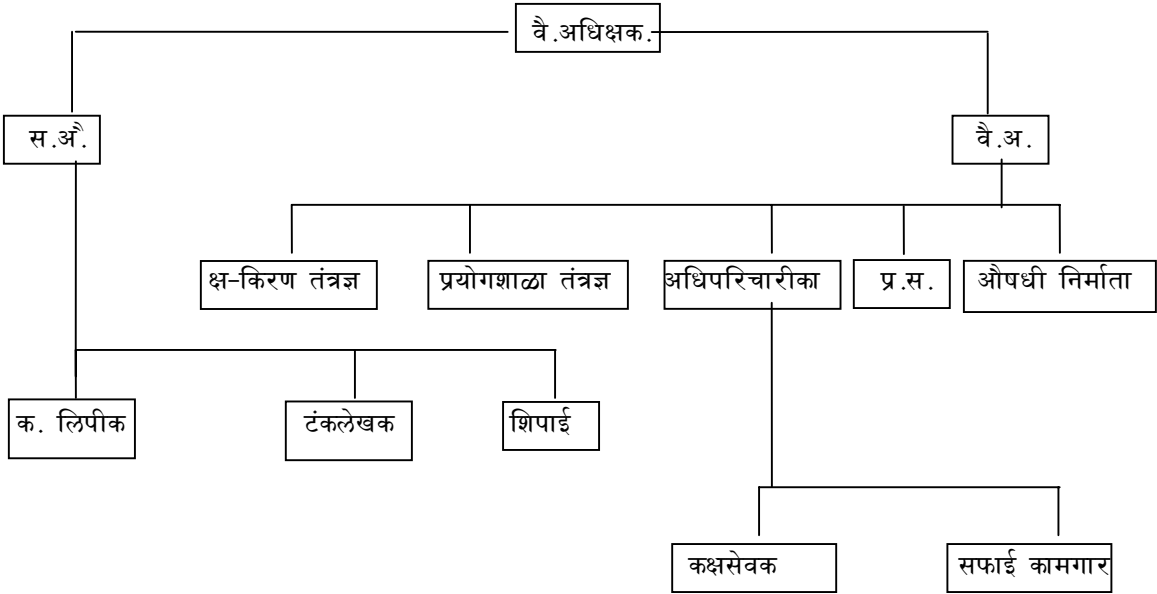 वै.अधिक्षक.
स.अौ.
वै.अ.
क्ष-किरण तंत्रज्ञ
प्रयोगशाळा तंत्रज्ञ
अधिपरिचारीका
प्र.स.
औषधी निर्माता
क. लिपीक
टंकलेखक
शिपाई
कक्षसेवक
सफाई कामगार